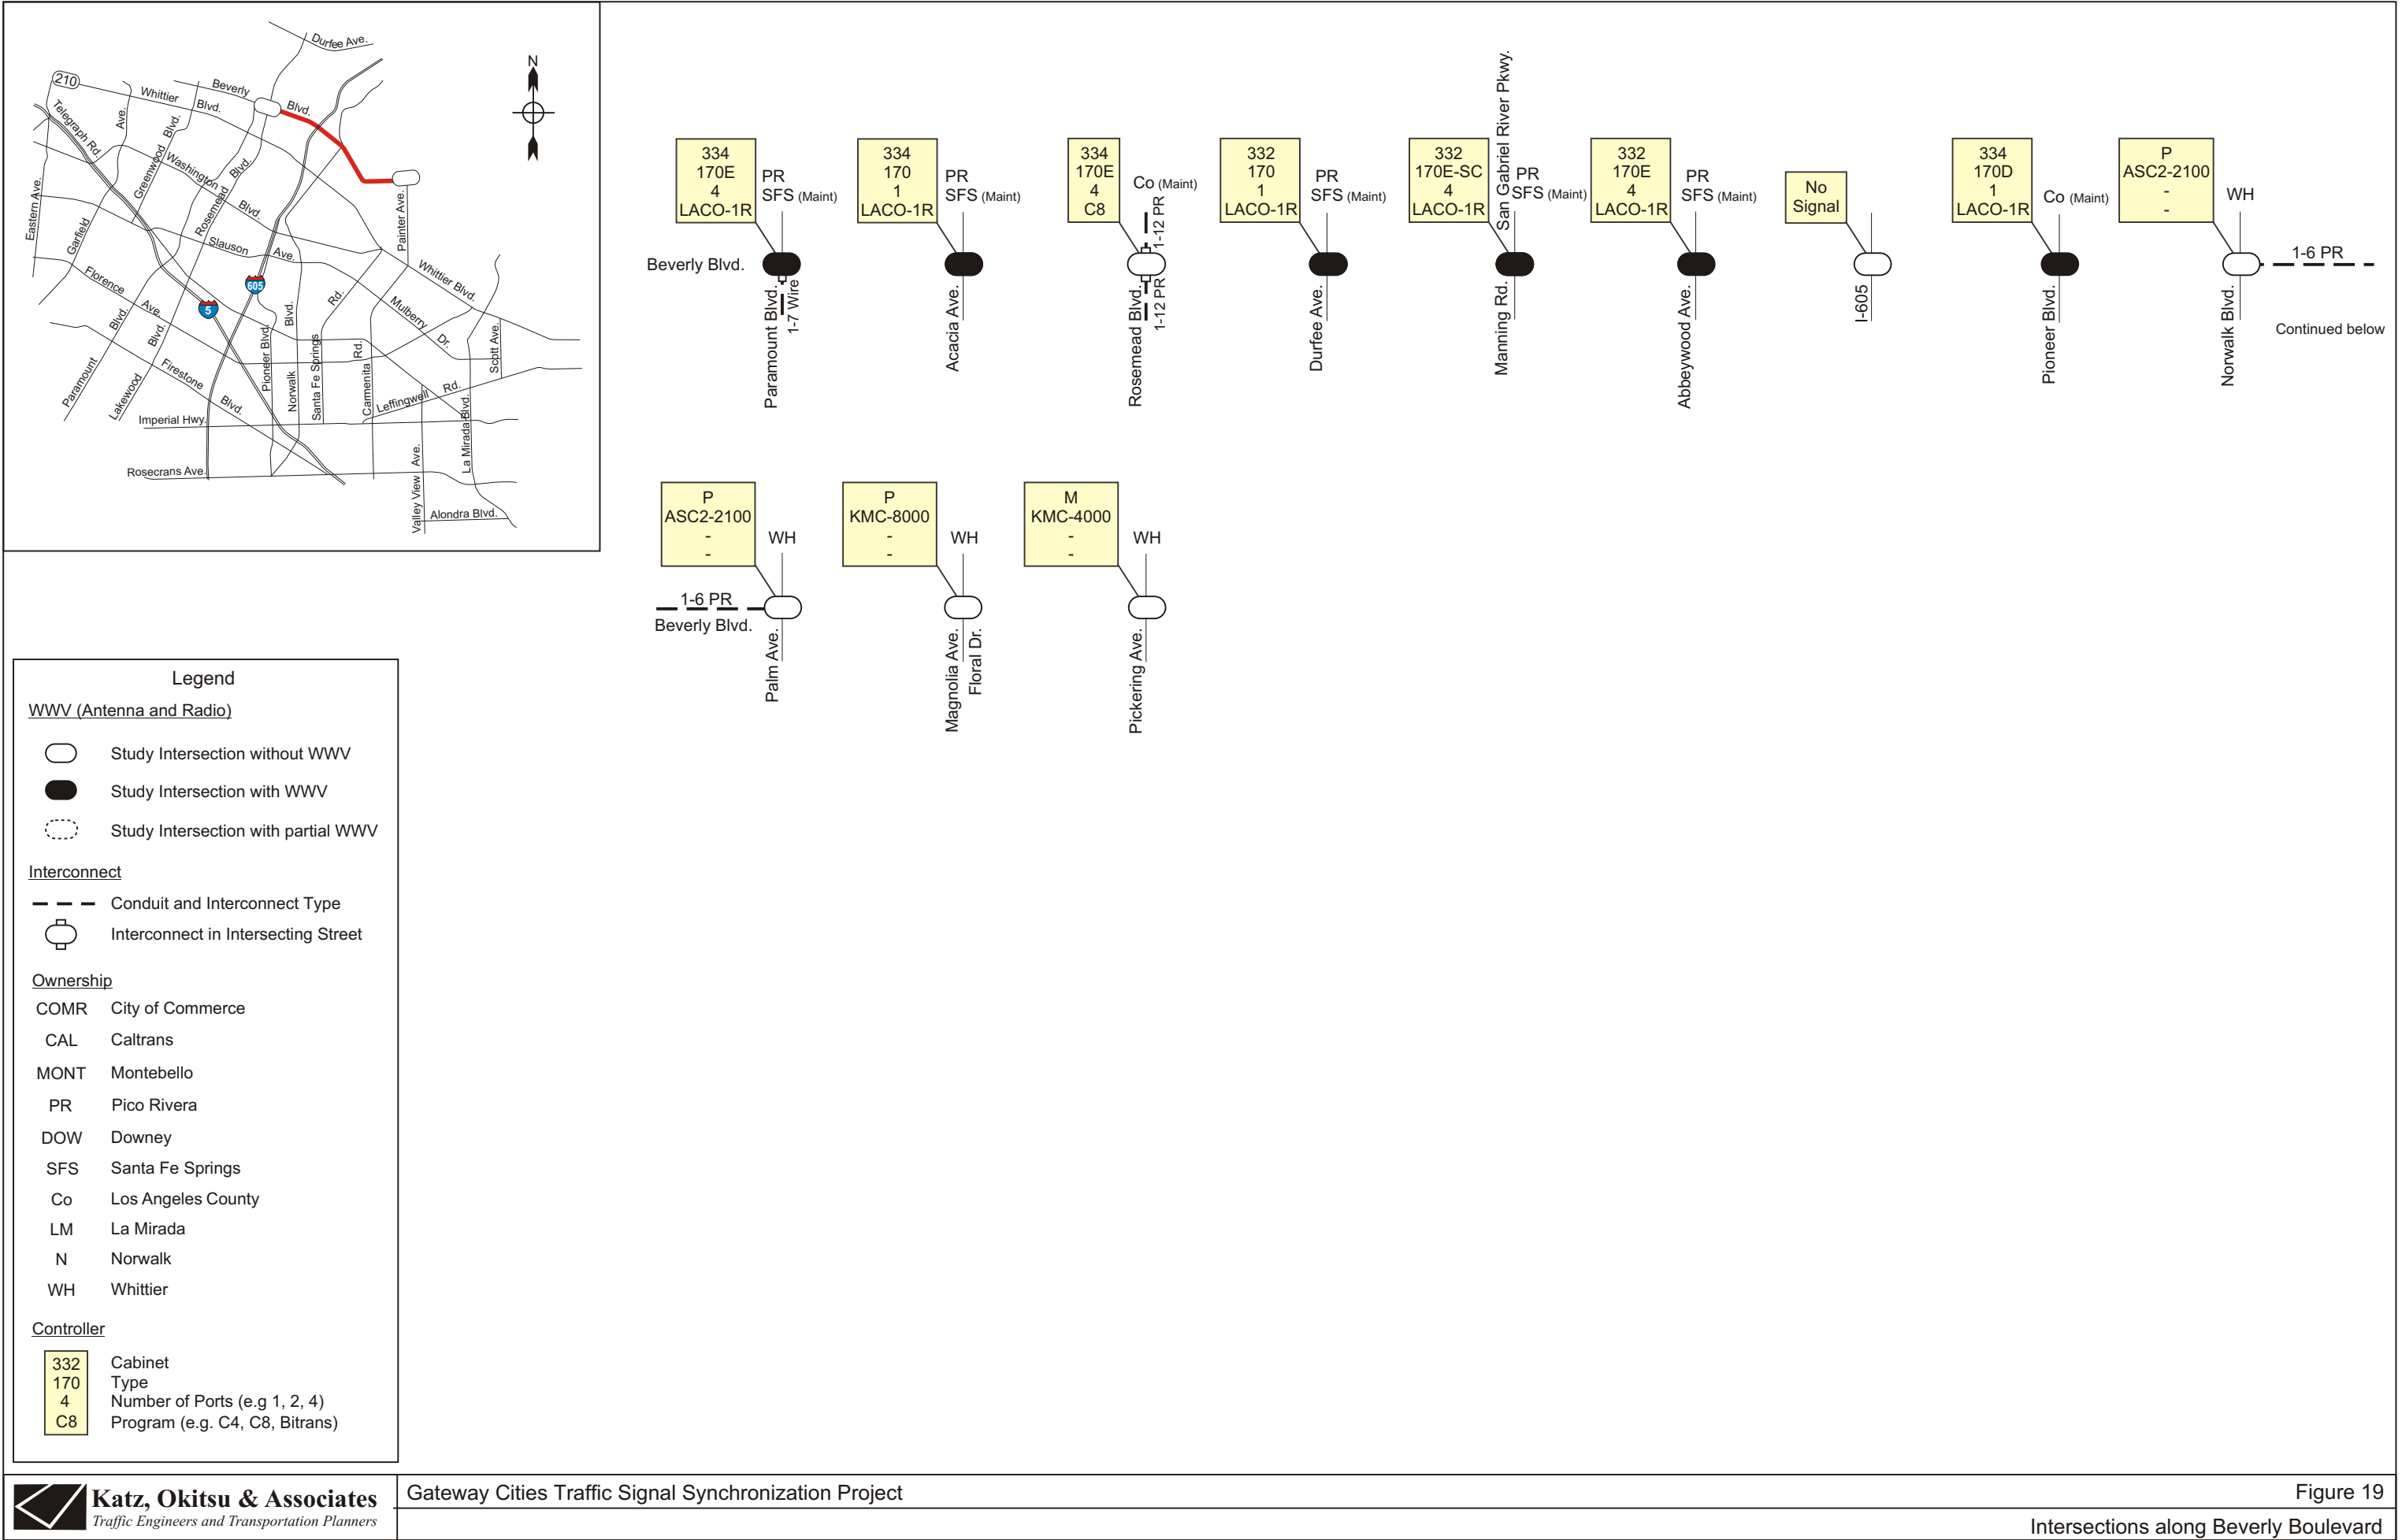 Durfee Ave.
N
210
Beverly
Blvd.
Whittier
Blvd.
Telegraph Rd.
Ave.
Greenwood
Blvd.
Washington
Blvd.
Rosemead
Blvd.
Eastern Ave.
Garfield
Slauson
Ave.
Painter Ave.
Whittier Blvd.
Florence
Ave.
605
5
Blvd.
Rd.
Mulberry
Dr.
Blvd.
Blvd.
Paramount
Lakewood
Firestone
Blvd.
Pioneer Blvd.
Norwalk
Santa Fe Springs
Rd.
Carmenita
Leffingwell
Rd.
Scott Ave.
Imperial Hwy.
La Mirada Blvd.
Rosecrans Ave.
Valley View Ave.
Alondra Blvd.
Beverly Blvd.
334
170E
4
LACO-1R
PR
SFS (Maint)
Paramount Blvd.
1-7 Wire
334
170
1
LACO-1R
PR
SFS (Maint)
Acacia Ave.
334
170E
4
C8
Co (Maint)
1-12 PR
Rosemead Blvd.
1-12 PR
332
170
1
LACO-1R
PR
SFS (Maint)
Durfee Ave.
332
170E-SC
4
LACO-1R
San Gabriel River Pkwy.
PR
SFS (Maint)
Manning Rd.
332
170E
4
LACO-1R
PR
SFS (Maint)
Abbeywood Ave.
No
Signal
I-605
334
170D
1
LACO-1R
Co (Maint)
Pioneer Blvd.
P
ASC2-2100
-
-
WH
1-6 PR
Norwalk Blvd.
Continued below
P
ASC2-2100
-
-
WH
1-6 PR
Beverly Blvd.
Palm Ave.
P
KMC-8000
-
-
WH
Magnolia Ave.
Floral Dr.
M
KMC-4000
-
-
WH
Pickering Ave.
Legend
WWV (Antenna and Radio)
Study Intersection without WWV
Study Intersection with WWV
Study Intersection with partial WWV
Interconnect
Conduit and Interconnect Type
Interconnect in Intersecting Street
Ownership
COMR City of Commerce
CAL Caltrans
MONT Montebello
PR Pico Rivera
DOW Downey
SFS Santa Fe Springs
Co Los Angeles County
LM La Mirada
N Norwalk
WH Whittier
Controller
332 Cabinet
170 Type
4 Number of Ports (e.g 1, 2, 4)
C8 Program (e.g. C4, C8, Bitrans)
Katz, Okitsu & Associates
Traffic Engineers and Transportation Planners
Gateway Cities Traffic Signal Synchronization Project
Figure 19
Intersections along Beverly Boulevard